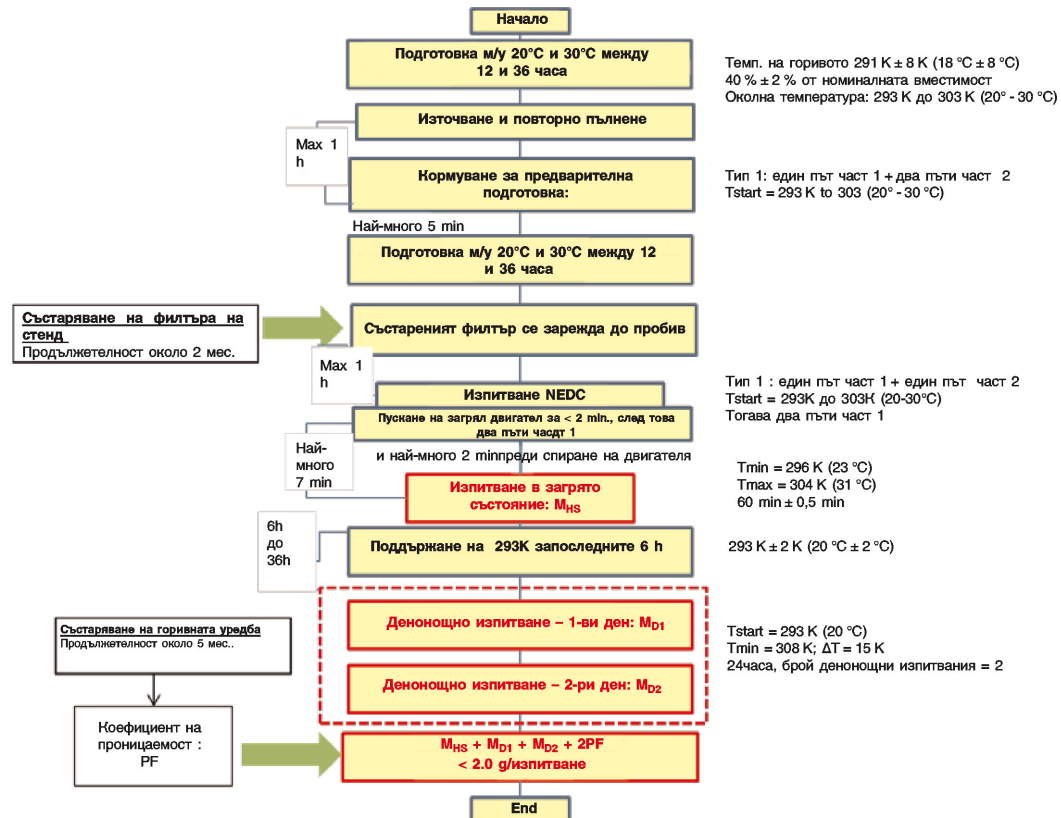 Начало
Подготовка м/у 20°C и 30°C между
12 и 36 часа
Темп. на горивото 291 K ± 8 K (18 °C ± 8 °C)
40 % ± 2 % от номиналната вместимост
Околна температура: 293 K до 303 K (20° - 30 °C)
Източване и повторно пълнене
Max 1
h
Кормуване за предварителна
подготовка:
Тип 1: един път част 1 + два пъти част 2
Tstart = 293 K to 303 (20° - 30 °C)
Най-много 5 min
Подготовка м/у 20°C и 30°C между 12
и 36 часа
Състаряване на филтъра на
стенд
Продължетелност около 2 мес.
Състареният филтър се зарежда до пробив
Max 1
h
Изпитване NEDC
Тип 1 : един път част 1 + един път част 2
Tstart = 293K до 303K (20-30°C)
Тогава два пъти част 1
Пускане на загрял двигател за < 2 min., след това
два пъти часдт 1
Най-
много
7 min
и най-много 2 minпреди спиране на двигателя
Изпитване в загрято
състояние: MHS
Tmin = 296 K (23 °C)
Tmax = 304 K (31 °C)
60 min ± 0,5 min
6h
до
36h
Поддържане на 293K запоследните 6 h
293 K ± 2 K (20 °C ± 2 °C)
Денонощно изпитване – 1-ви ден: MD1
Състаряване на горивната уредба
Продължетелност около 5 мес..
Tstart = 293 K (20 °C)
Tmin = 308 K; ΔT = 15 K
24часа, брой денонощни изпитвания = 2
Денонощно изпитване – 2-ри ден: MD2
Коефициент на
проницаемост :
PF
MHS + MD1 + MD2 + 2PF
< 2.0 g/изпитване
End